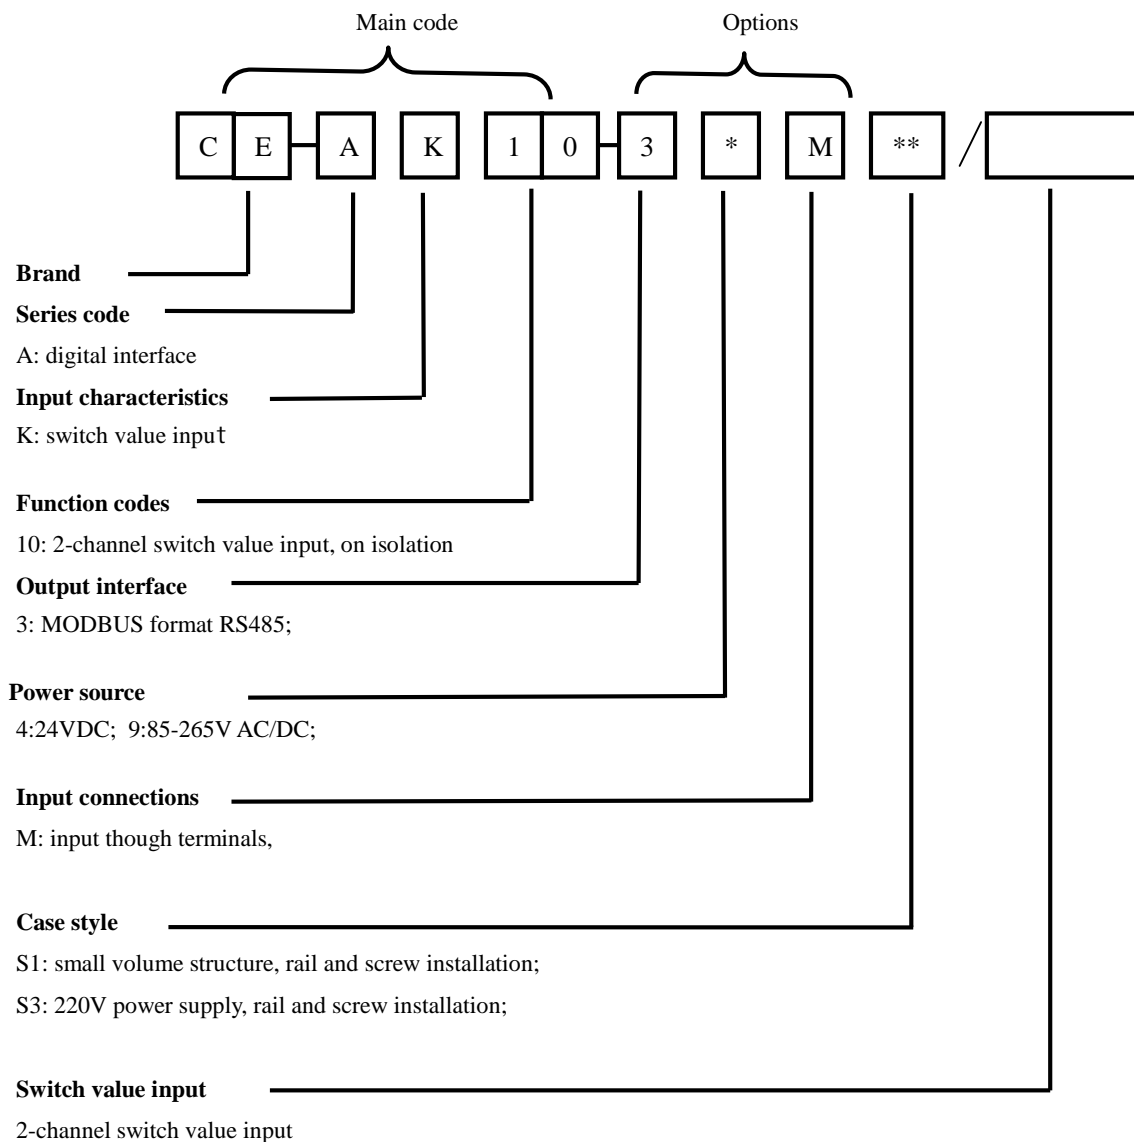 Main code Options
C E A K 1 0 3 * M ** /
Brand
Series code
A: digital interface
Input characteristics
K: switch value input
Function codes
10: 2-channel switch value input, on isolation
Output interface
3: MODBUS format RS485;
Power source
4:24VDC; 9:85-265V AC/DC;
Input connections
M: input though terminals,
Case style
S1: small volume structure, rail and screw installation;
S3: 220V power supply, rail and screw installation;
Switch value input
2-channel switch value input